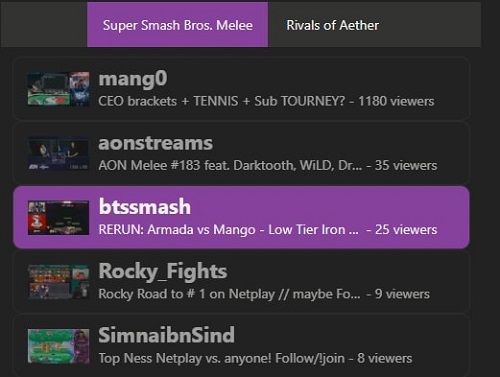 Super Smash Bros. Melee Rivals of Aether
mang0
CEO brackets + TENNIS + Sub TOURNEY? - 1180 viewers
aonstreams
AON Melee #183 feat. Darktooth, WiLD, Dr... - 35 viewers
btssmash
RERUN: Armada vs Mango - Low Tier Iron ... - 25 viewers
Rocky_Fights
Rocky Road to # 1 on Netplay // maybe Fo... - 9 viewers
SimnaibnSind
Top Ness Netplay vs. anyone! Follow/!join - 8 viewers